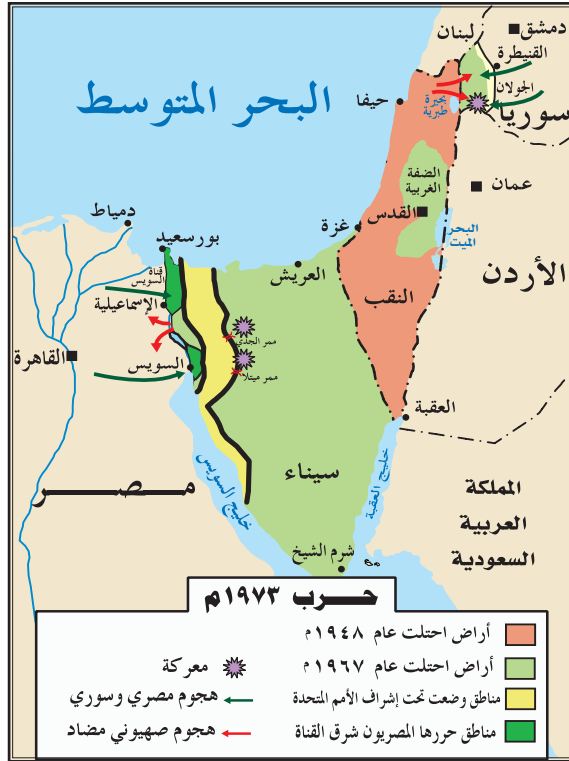 دمشق
لبنان
القنيطرة
الجولان
سوريا
بحيرة
طبرية
حيفا
البحر المتوسط
الضفة
الغربية
عمان
القدس
البحر
الميت
غزة
الأردن
النقب
دمياط
بورسعيد
قناة
السويس
العريش
الإسماعيلية
ممر الجدي
القاهرة
السويس
ممر ميتلا
العقبة
سيناء
خليج السويس
خليج العقبة
مـصـر
المملكة
العربية
السعودية
شرم الشيخ
حـرب ١٩٧٣م
أراض احتلت عام ١٩٤٨م
أراض احتلت عام ١٩٦٧م
مناطق وضعت تحت إشراف الأمم المتحدة
مناطق حررها المصريون شرق القناة
معركة
هجوم مصري وسوري
هجوم صهيوني مضاد